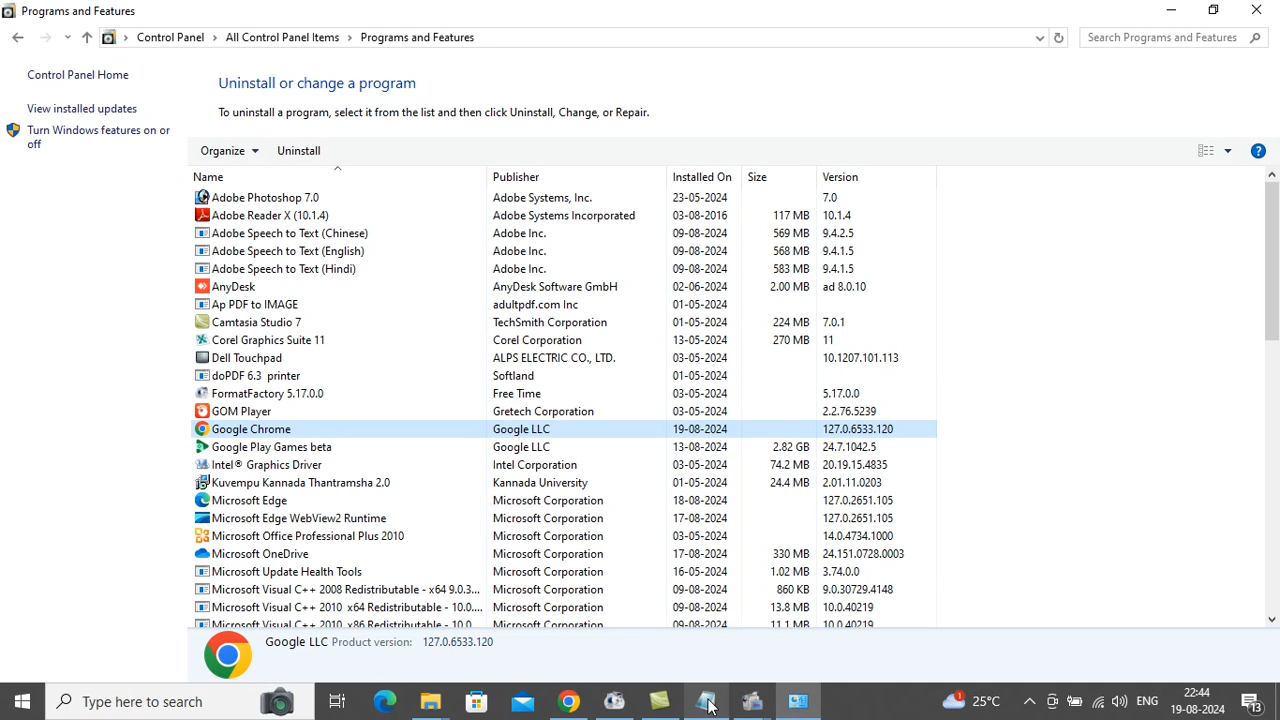 Programs and Features
Control Panel All Control Panel Items Programs and Features Search Programs and Features
Control Panel Home
View installed updates
Turn Windows features on or
off
Uninstall or change a program
To uninstall a program, select it from the list and then click Uninstall, Change, or Repair.
Organize Uninstall
Name Publisher Installed On Size Version
Adobe Photoshop 7.0 Adobe Systems, Inc. 23-05-2024 7.0
Adobe Reader X (10.1.4) Adobe Systems Incorporated 03-08-2016 117 MB 10.1.4
Adobe Speech to Text (Chinese) Adobe Inc. 09-08-2024 569 MB 9.4.2.5
Adobe Speech to Text (English) Adobe Inc. 09-08-2024 568 MB 9.4.1.5
Adobe Speech to Text (Hindi) Adobe Inc. 09-08-2024 583 MB 9.4.1.5
AnyDesk AnyDesk Software GmbH 02-06-2024 2.00 MB ad 8.0.10
Ap PDF to IMAGE adultpdf.com Inc 01-05-2024
Camtasia Studio 7 TechSmith Corporation 01-05-2024 224 MB 7.0.1
Corel Graphics Suite 11 Corel Corporation 13-05-2024 270 MB 11
Dell Touchpad ALPS ELECTRIC CO., LTD. 03-05-2024 10.1207.101.113
doPDF 6.3 printer Softland 01-05-2024
FormatFactory 5.17.0.0 Free Time 03-05-2024 5.17.0.0
GOM Player Gretech Corporation 03-05-2024 2.2.76.5239
Google Chrome Google LLC 19-08-2024 127.0.6533.120
Google Play Games beta Google LLC 13-08-2024 2.82 GB 24.7.1042.5
Intel® Graphics Driver Intel Corporation 03-05-2024 74.2 MB 20.19.15.4835
Kuvempu Kannada Thantramsha 2.0 Kannada University 01-05-2024 24.4 MB 2.01.11.0203
Microsoft Edge Microsoft Corporation 18-08-2024 127.0.2651.105
Microsoft Edge WebView2 Runtime Microsoft Corporation 17-08-2024 127.0.2651.105
Microsoft Office Professional Plus 2010 Microsoft Corporation 03-05-2024 14.0.4734.1000
Microsoft OneDrive Microsoft Corporation 17-08-2024 330 MB 24.151.0728.0003
Microsoft Update Health Tools Microsoft Corporation 16-05-2024 1.02 MB 3.74.0.0
Microsoft Visual C++ 2008 Redistributable - x64 9.0.3... Microsoft Corporation 09-08-2024 860 KB 9.0.30729.4148
Microsoft Visual C++ 2010 x64 Redistributable - 10.0.... Microsoft Corporation 09-08-2024 13.8 MB 10.0.40219
Microsoft Visual C++ 2010 x86 Redistributable - 10.0 Microsoft Corporation 09-08-2024 11.1 MB 10.0.40219
Google LLC Product version: 127.0.6533.120
Type here to search 1 25°C ENG 22:44
19-08-2024 13